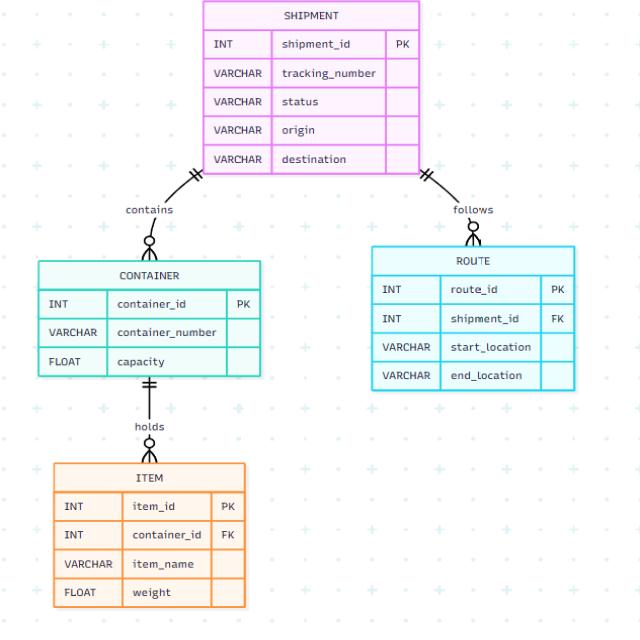 SHIPMENT
INT shipment_id PK
VARCHAR tracking_number
VARCHAR status
VARCHAR origin
VARCHAR destination
contains
follows
CONTAINER
INT container_id PK
VARCHAR container_number
FLOAT capacity
ROUTE
INT route_id PK
INT shipment_id FK
VARCHAR start_location
VARCHAR end_location
holds
ITEM
INT item_id PK
INT container_id FK
VARCHAR item_name
FLOAT weight